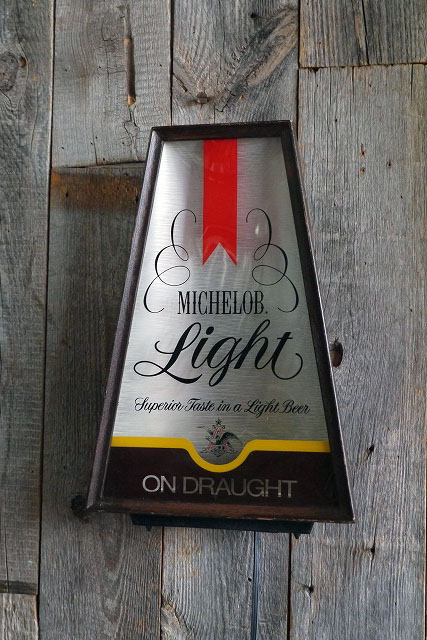 MICHELOB.
Light
Superior Taste in a Light Beer
ON DRAUGHT